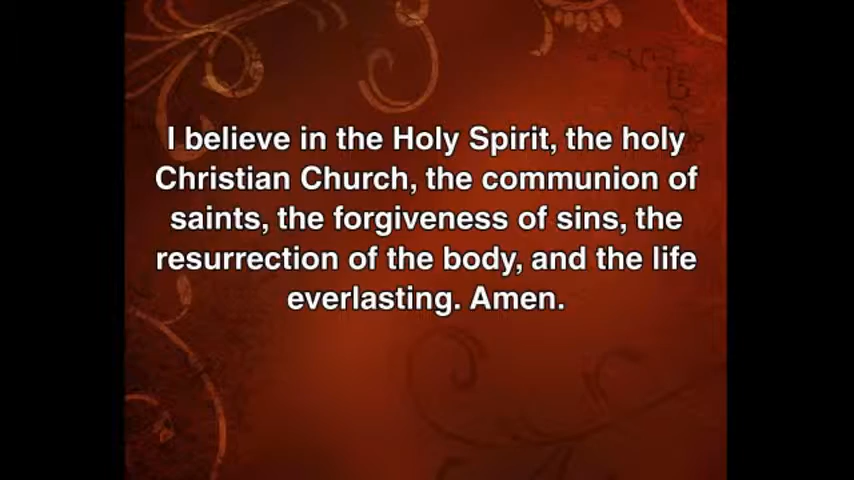 I believe in the Holy Spirit, the holy
Christian Church, the communion of
saints, the forgiveness of sins, the
resurrection of the body, and the life
everlasting. Amen.